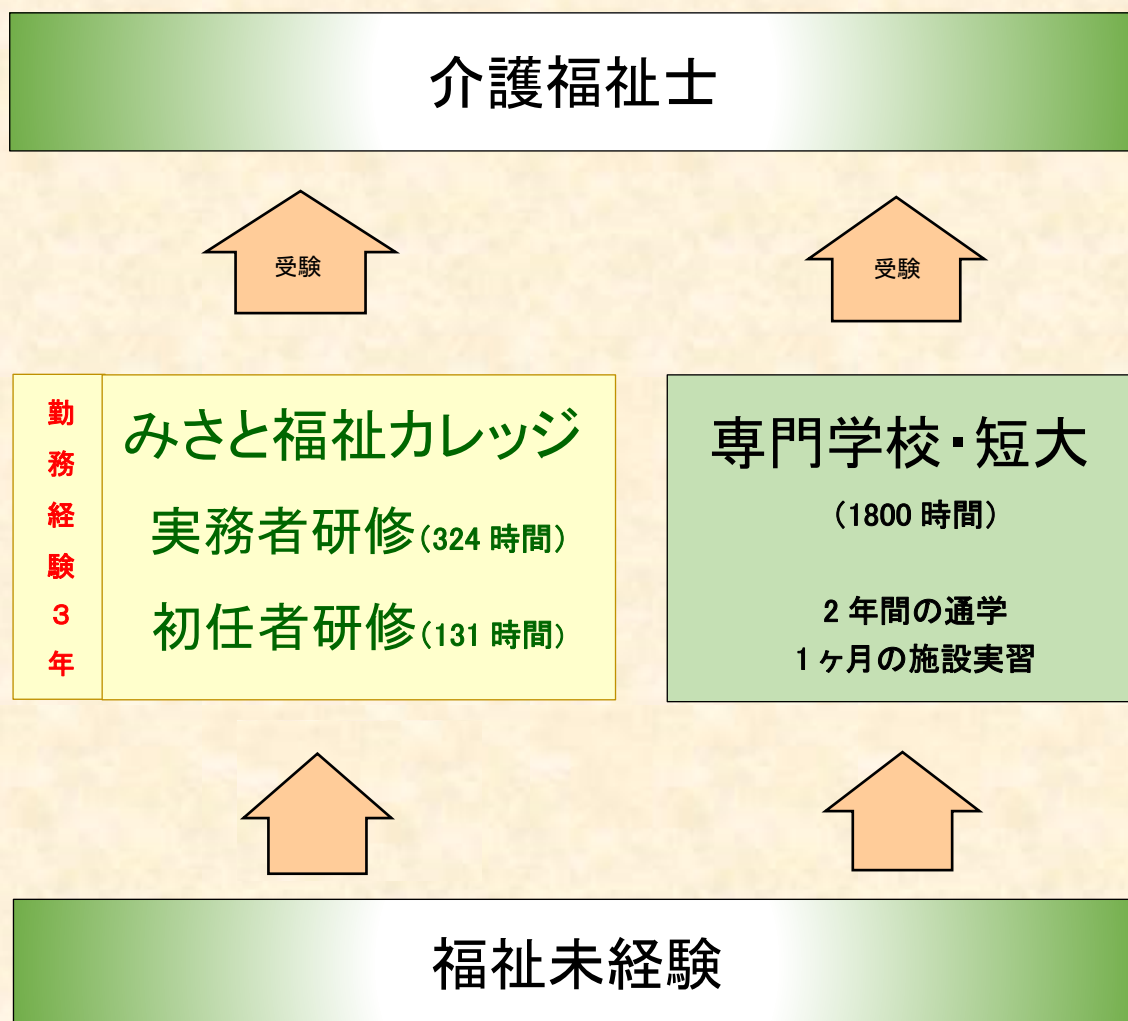 介護福祉士
受験
受験
勤務経験３年
みさと福祉カレッジ
実務者研修(324 時間)
初任者研修(131 時間)
専門学校・短大
(1800 時間)
2 年間の通学
1 ヶ月の施設実習
福祉未経験